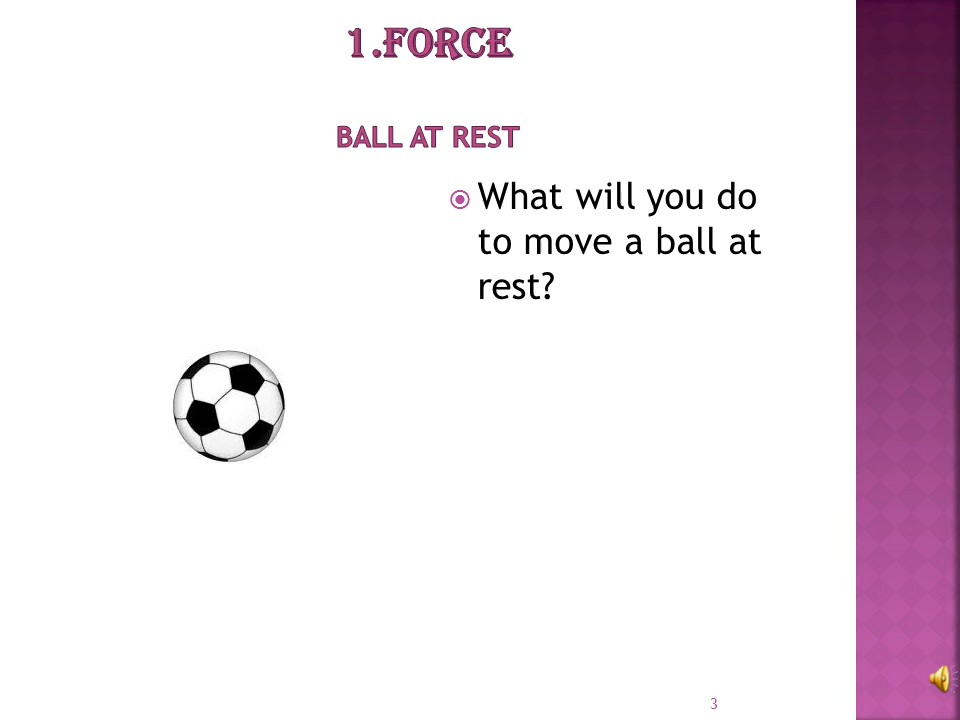 1.FORCE
BALL AT REST
What will you do
to move a ball at
rest?
3